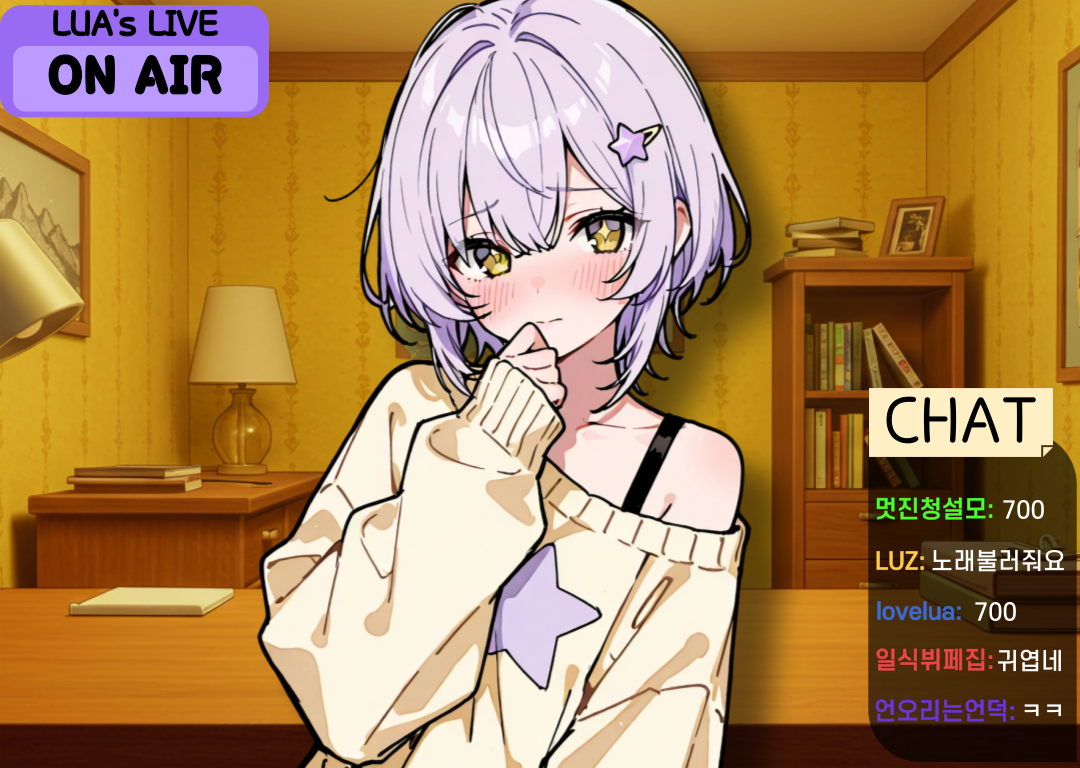 LUA's LIVE
ON AIR
CHAT
멋진청설모: 700
LUZ: 노래불러줘요
lovelua: 700
일식뷔페집: 귀엽네
언오리는언덕: ㅋㅋ